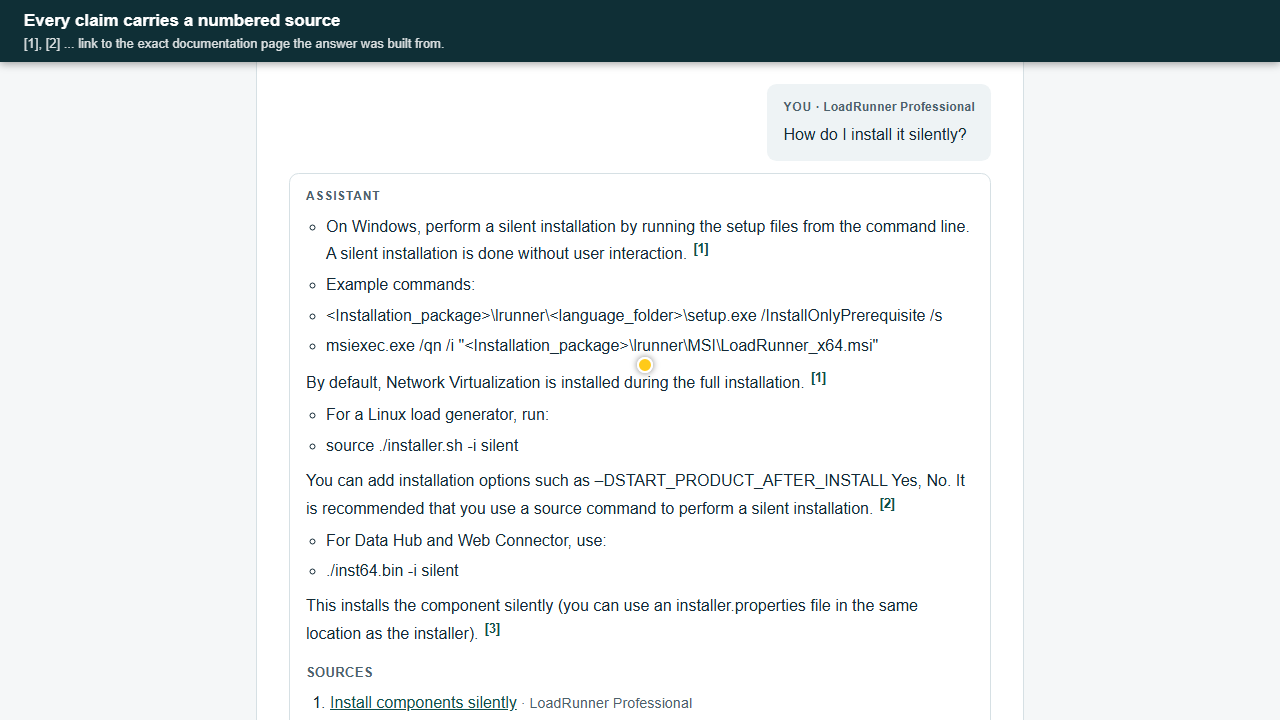 Every claim carries a numbered source
[1], [2] ... link to the exact documentation page the answer was built from.
YOU · LoadRunner Professional
How do I install it silently?
ASSISTANT
On Windows, perform a silent installation by running the setup files from the command line.
A silent installation is done without user interaction. [1]
Example commands:
<Installation_package>\lrunner\<language_folder>\setup.exe /InstallOnlyPrerequisite /s
msiexec.exe /qn /i "<Installation_package>\lrunner\MSI\LoadRunner_x64.msi"
By default, Network Virtualization is installed during the full installation. [1]
For a Linux load generator, run:
source ./installer.sh -i silent
You can add installation options such as –DSTART_PRODUCT_AFTER_INSTALL Yes, No. It
is recommended that you use a source command to perform a silent installation. [2]
For Data Hub and Web Connector, use:
./inst64.bin -i silent
This installs the component silently (you can use an installer.properties file in the same
location as the installer). [3]
SOURCES
1. Install components silently · LoadRunner Professional